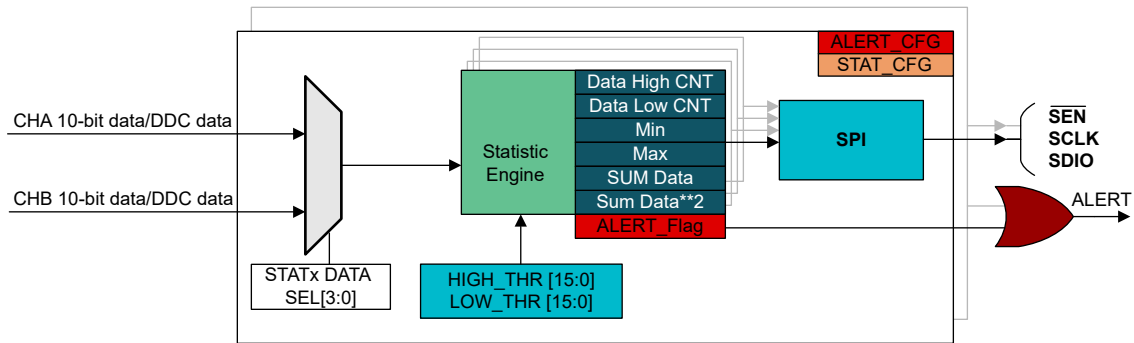 ALERT_CFG
STAT_CFG
CHA 10-bit data/DDC data
CHB 10-bit data/DDC data
STATx DATA
SEL[3:0]
Statistic
Engine
Data High CNT
Data Low CNT
Min
Max
SUM Data
Sum Data**2
ALERT_Flag
HIGH_THR [15:0]
LOW_THR [15:0]
SPI
SEN
SCLK
SDIO
ALERT